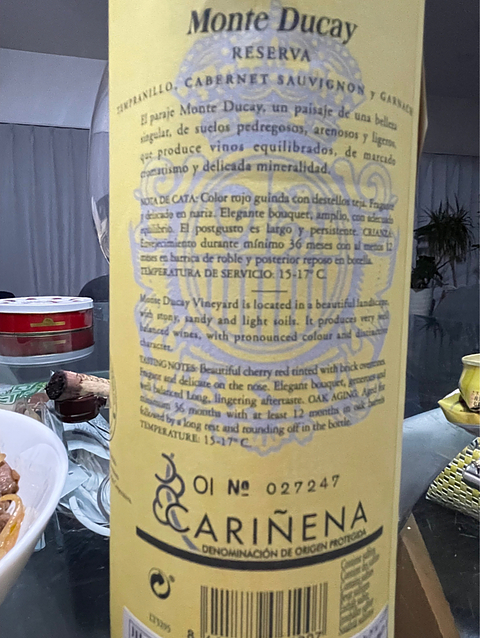 Monte Ducay
RESERVA
TEMPRANILLO, CABERNET SAUVIGNON Y GARNACH
El paraje Monte Ducay, un paisaje de una belleza
singular, de suelos pedregosos, arenosos y ligeros,
que produce vinos equilibrados, de marcado
cromatismo y delicada mineralidad.
NOTA DE CATA: Color rojo guinda con destellos teja. Fragante
y delicado en nariz. Elegante bouquet, amplio, con adecuado
equilibrio. El postgusto es largo y persistente. CRIANZA:
Envejecimiento durante mínimo 36 meses con al menos 12
meses en barrica de roble y posterior reposo en botella.
TEMPERATURA DE SERVICIO: 15-17º C.
Monte Ducay Vineyard is located in a beautiful landscape,
with stony, sandy and light soils. It produces very well
balanced wines, with pronounced colour and distinctive
character.
TASTING NOTES: Beautiful cherry red tinted with brick overtones.
Fragant and delicate on the nose. Elegant bouquet, generous and
well balanced. Long, lingering aftertaste. OAK AGING: Aged for
minimum 36 months with at least 12 months in oak barrels
followed by a long rest and rounding off in the bottle.
TEMPERATURE: 15-17º C.
01 Nº 027247
CARIÑENA
DENOMINACIÓN DE ORIGEN PROTEGIDA
8